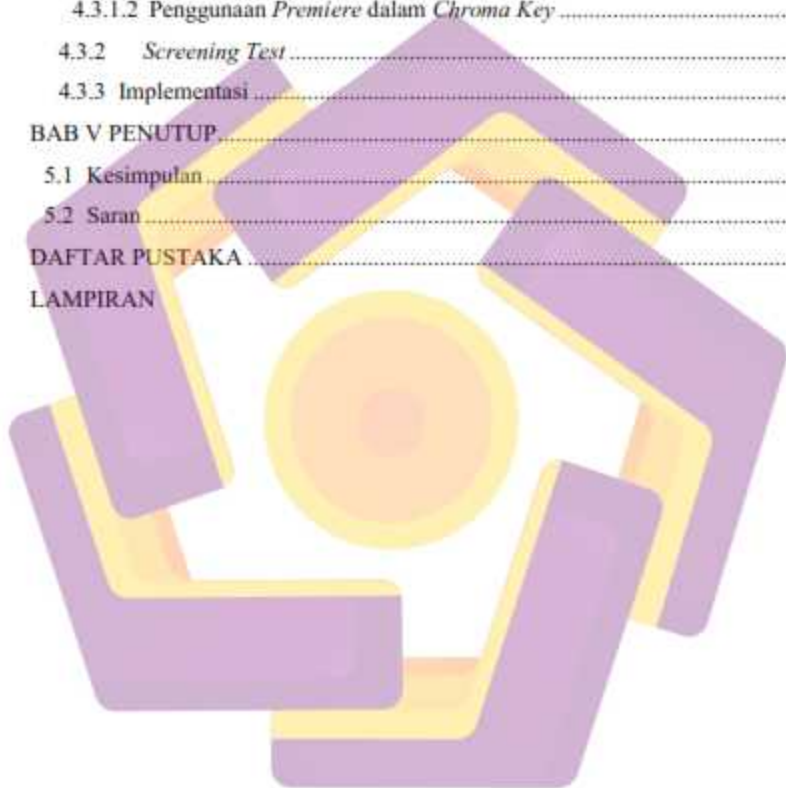 4.3.1.2 Penggunaan Premiere dalam Chroma Key ........................................
4.3.2 Screening Test ........................................
4.3.3 Implementasi ........................................
BAB V PENUTUP ........................................
5.1 Kesimpulan ........................................
5.2 Saran ........................................
DAFTAR PUSTAKA ........................................
LAMPIRAN